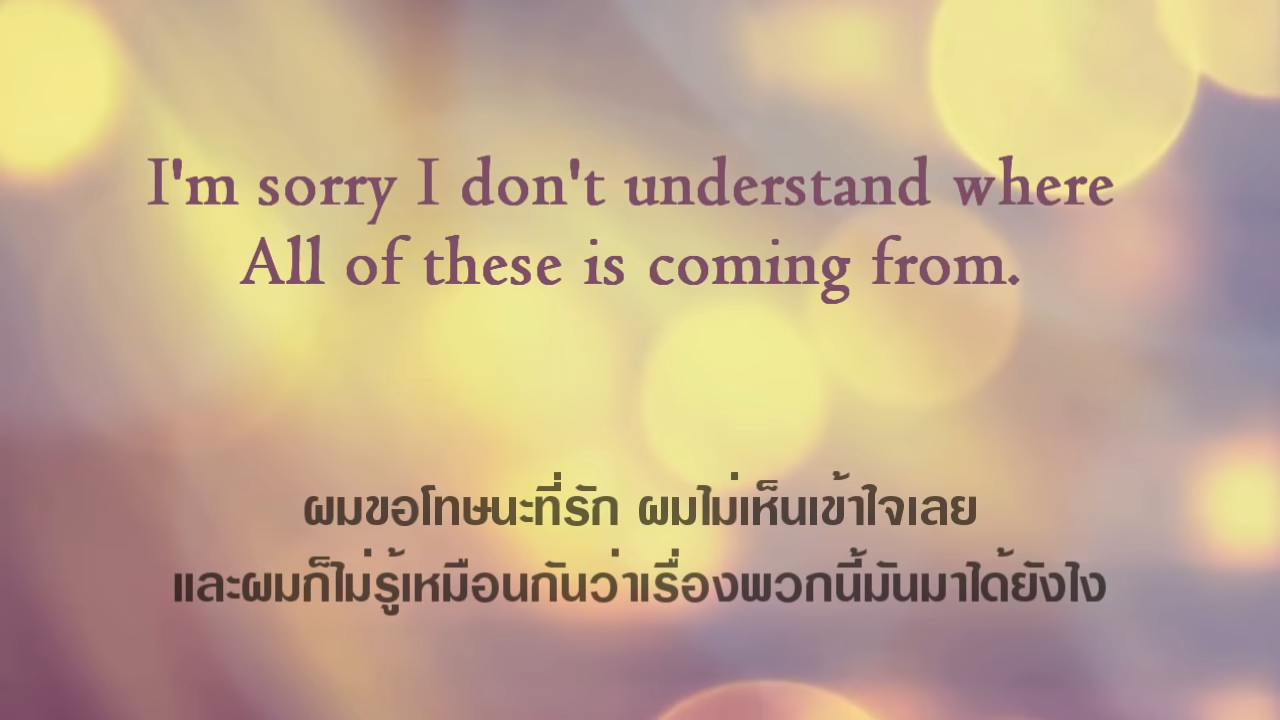 I'm sorry I don't understand where
All of these is coming from.
ผมขอโทษนะที่รัก ผมไม่เห็นเข้าใจเลย
และผมก็ไม่รู้เหมือนกันว่าเรื่องพวกนี้มันมาได้ยังไง